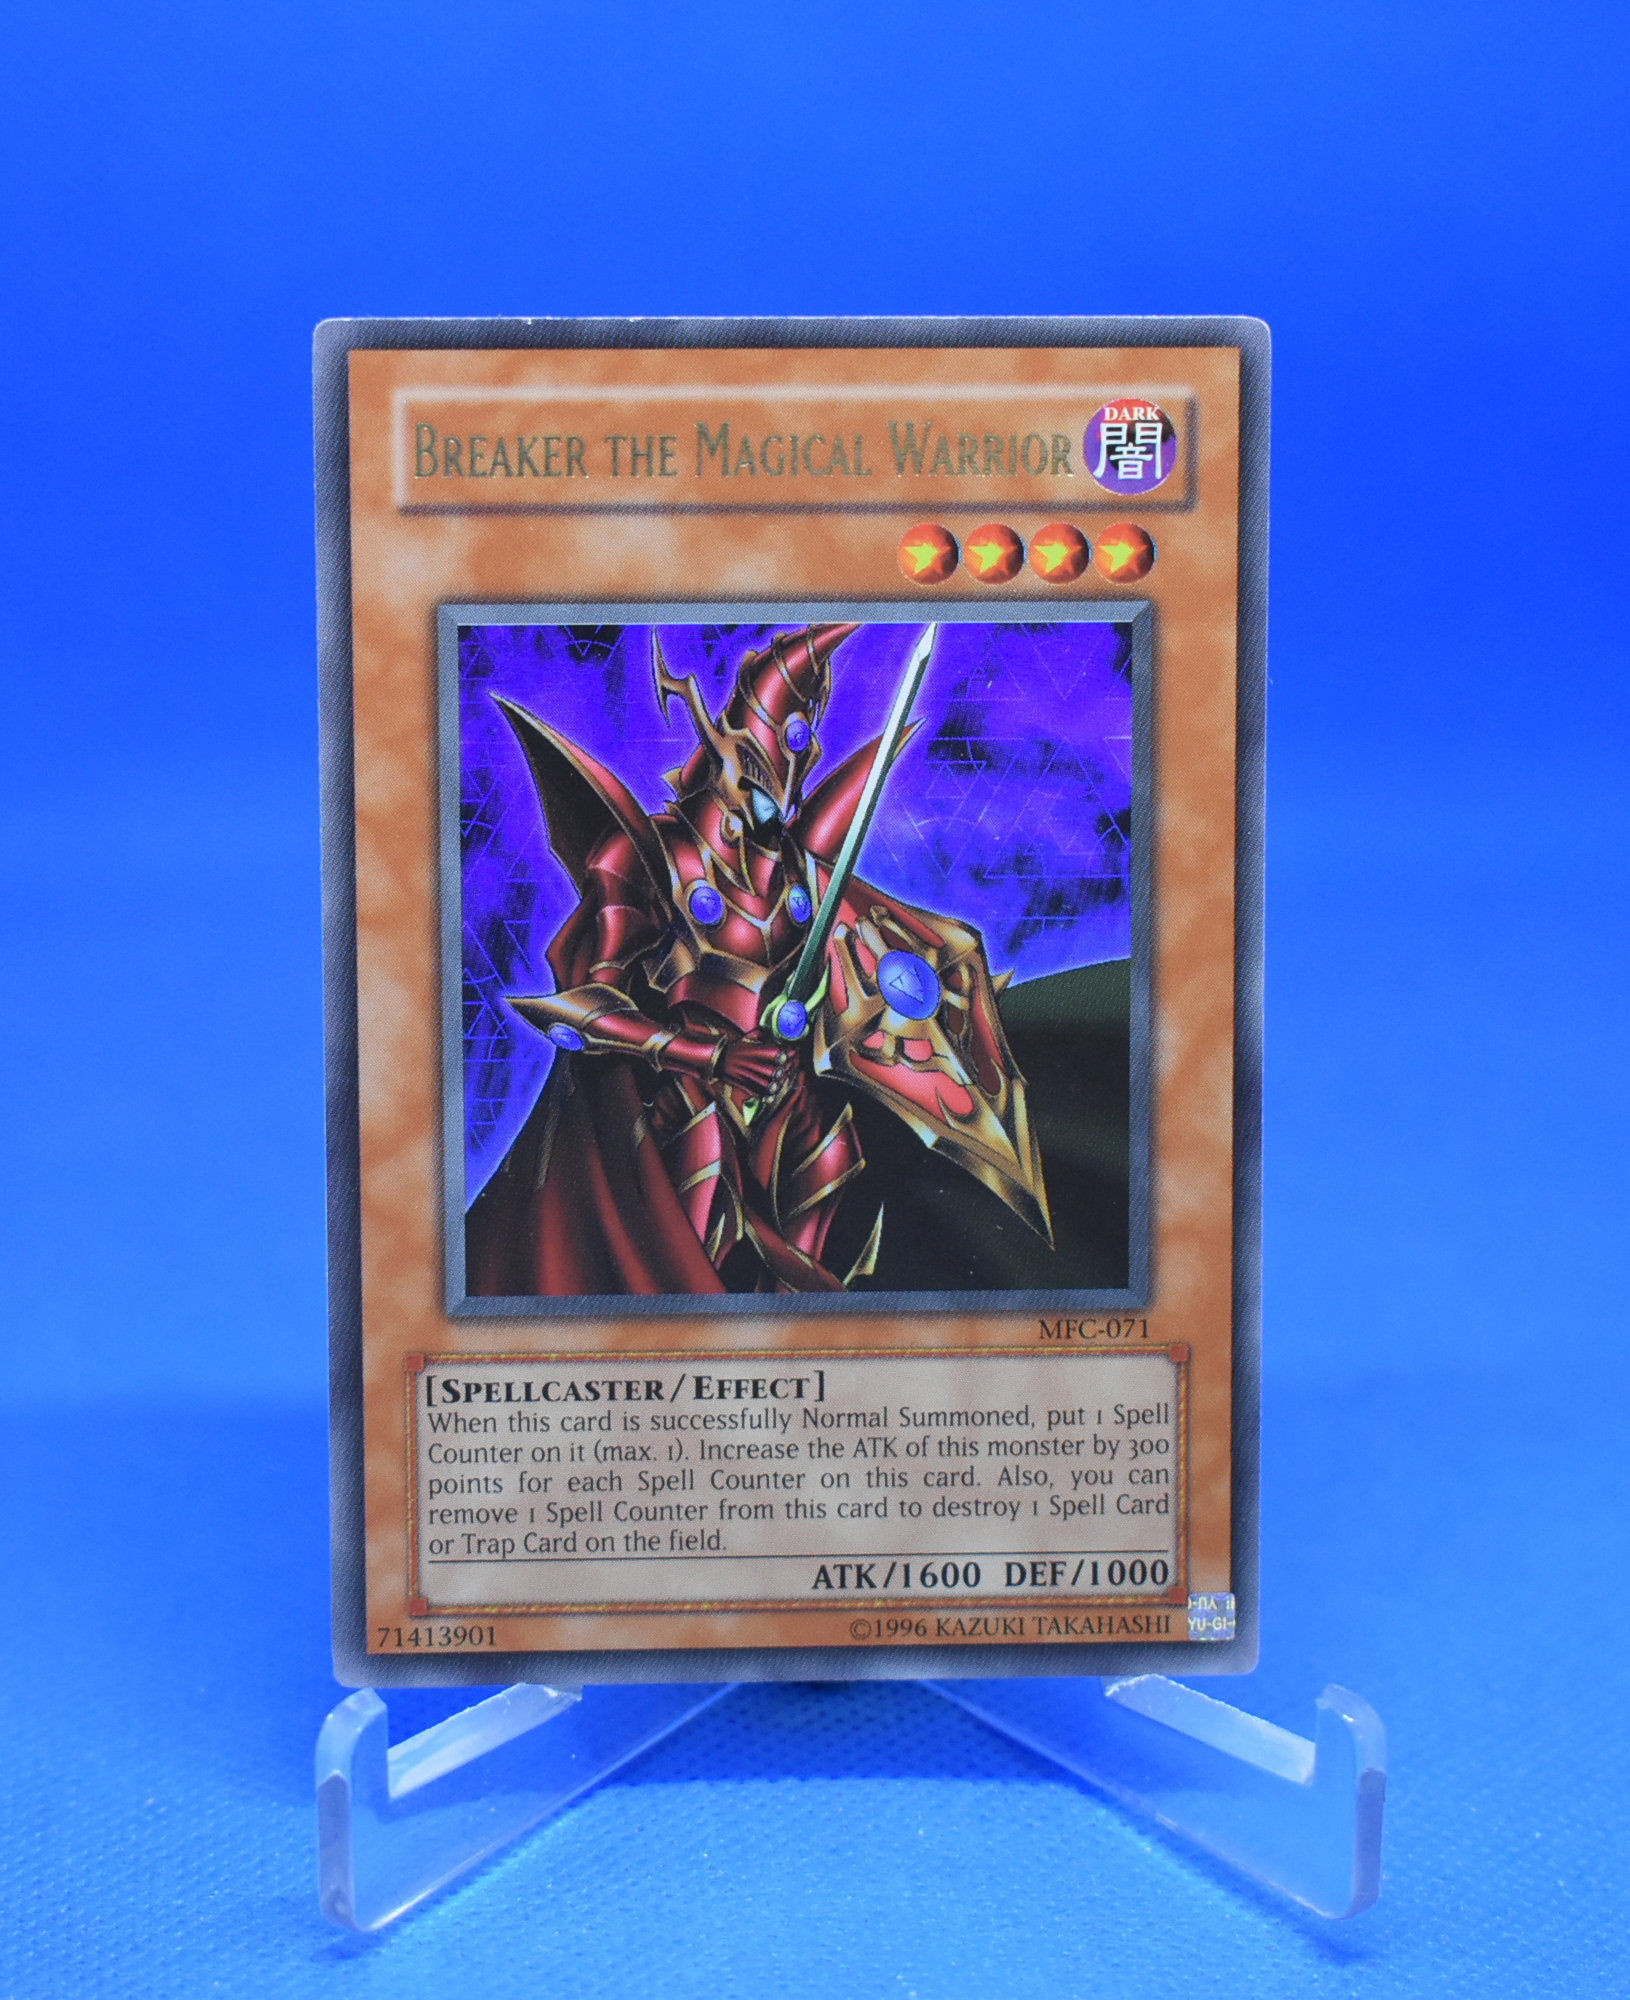 BREAKER THE MAGICAL WARRIOR
DARK
闇
MFC-071
[SPELLCASTER/EFFECT]
When this card is successfully Normal Summoned, put 1 Spell
Counter on it (max. 1). Increase the ATK of this monster by 300
points for each Spell Counter on this card. Also, you can
remove 1 Spell Counter from this card to destroy 1 Spell Card
or Trap Card on the field.
ATK/1600 DEF/1000
71413901
©1996 KAZUKI TAKAHASHI
YU-GI-